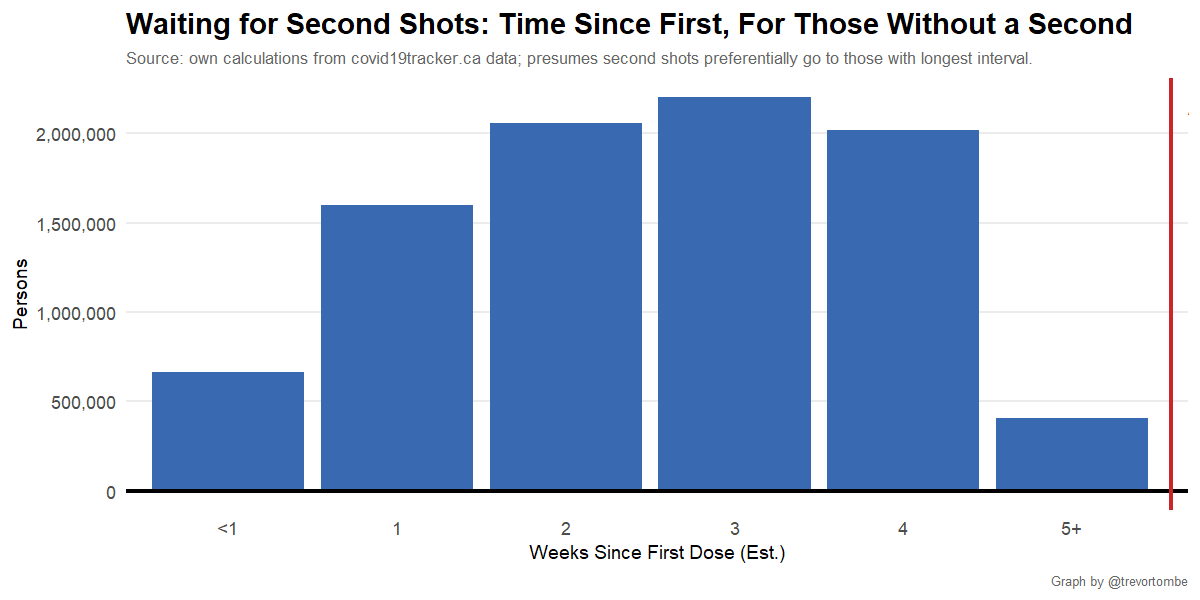 Waiting for Second Shots: Time Since First, For Those Without a Second
Source: own calculations from covid19tracker.ca data; presumes second shots preferentially go to those with longest interval.
2,000,000
1,500,000
1,000,000
500,000
0
Persons
<1 1 2 3 4 5+
Weeks Since First Dose (Est.)
Graph by @trevortombe